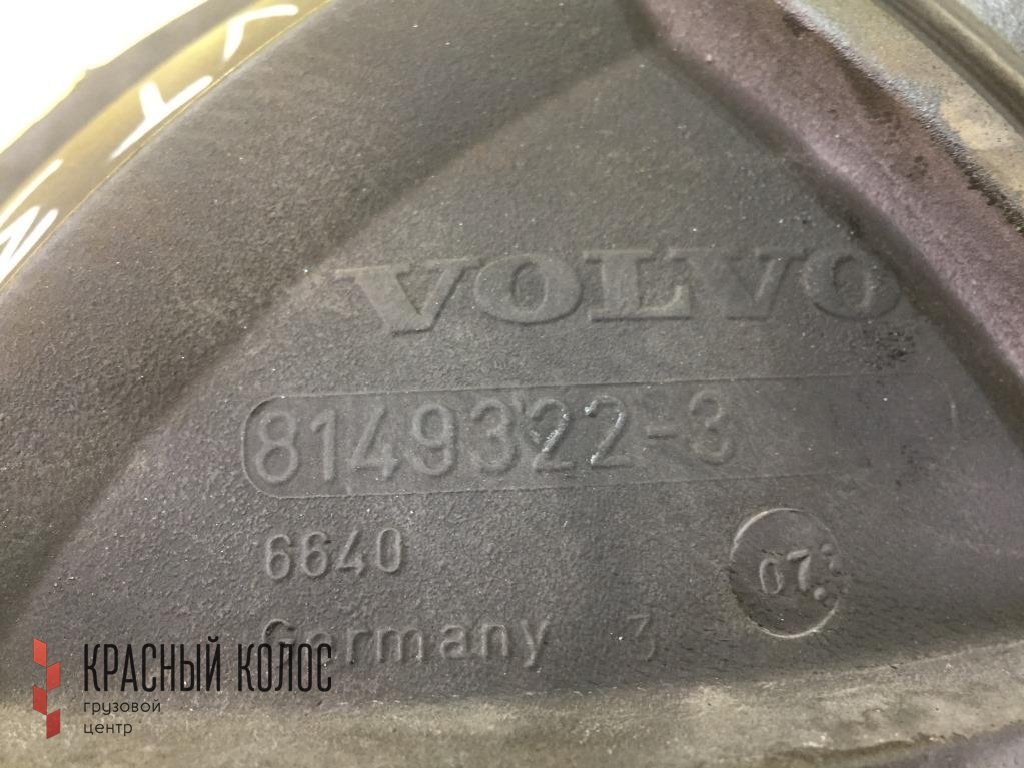 VOLVO
8149322-3
6640
07
Germany 3
КРАСНЫЙ КОЛОС
грузовой
центр